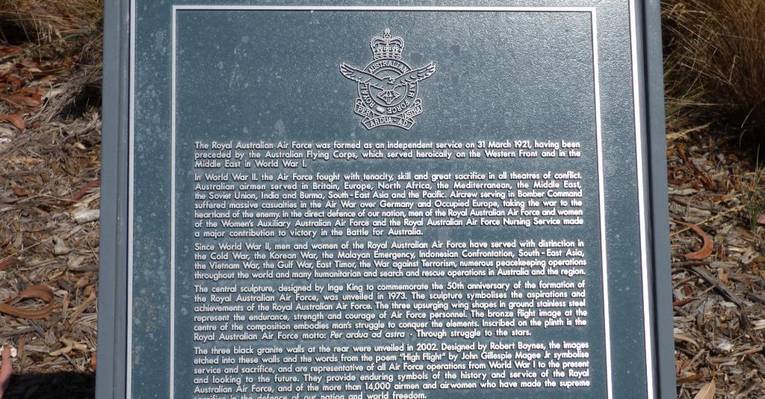 ROYAL AUSTRALIAN AIR FORCE
The Royal Australian Air Force was formed as an independent service on 31 March 1921, having been
preceded by the Australian Flying Corps, which served heroically on the Western Front and in the
Middle East in World War I.
In World War II, the Air Force fought with tenacity, skill and great sacrifice in all theatres of conflict.
Australian airmen served in Britain, Europe, North Africa, the Mediterranean, the Middle East,
the Soviet Union, India and Burma, South-East Asia and the Pacific. Aircrew serving in Bomber Command
suffered massive casualties in the Air War over Germany and Occupied Europe, taking the war to the
heartland of the enemy. in the direct defence of our nation, men of the Royal Australian Air Force and women
of the Women's Auxiliary Australian Air Force and the Royal Australian Air Force Nursing Service made
a major contribution to victory in the Battle for Australia.
Since World War II, men and women of the Royal Australian Air Force have served with distinction in
the Cold War, the Korean War, the Malayan Emergency, Indonesian Confrontation, South-East Asia,
the Vietnam War, the Gulf War, East Timor, the War against Terrorism, numerous peacekeeping operations
throughout the world and many humanitarian and search and rescue operations in Australia and the region.
The central sculpture, designed by Inge King to commemorate the 50th anniversary of the formation of
the Royal Australian Air Force, was unveiled in 1973. The sculpture symbolises the aspirations and
achievements of the Royal Australian Air Force. The three upsurging wing shapes in ground stainless steel
represent the endurance, strength and courage of Air Force personnel. The bronze flight image at the
centre of the composition embodies man's struggle to conquer the elements. Inscribed on the plinth is the
Royal Australian Air Force motto: Per ardua ad astra - Through struggle to the stars.
The three black granite walls at the rear were unveiled in 2002. Designed by Robert Boynes, the images
etched into these walls and the words from the poem "High Flight" by John Gillespie Magee Jr symbolise
service and sacrifice, and are representative of all Air Force operations from World War I to the present
and looking to the future. They provide enduring symbols of the history and service of the Royal
Australian Air Force, and of the more than 14,000 airmen and airwomen who have made the supreme
sacrifice in the defence of our nation and world freedom.